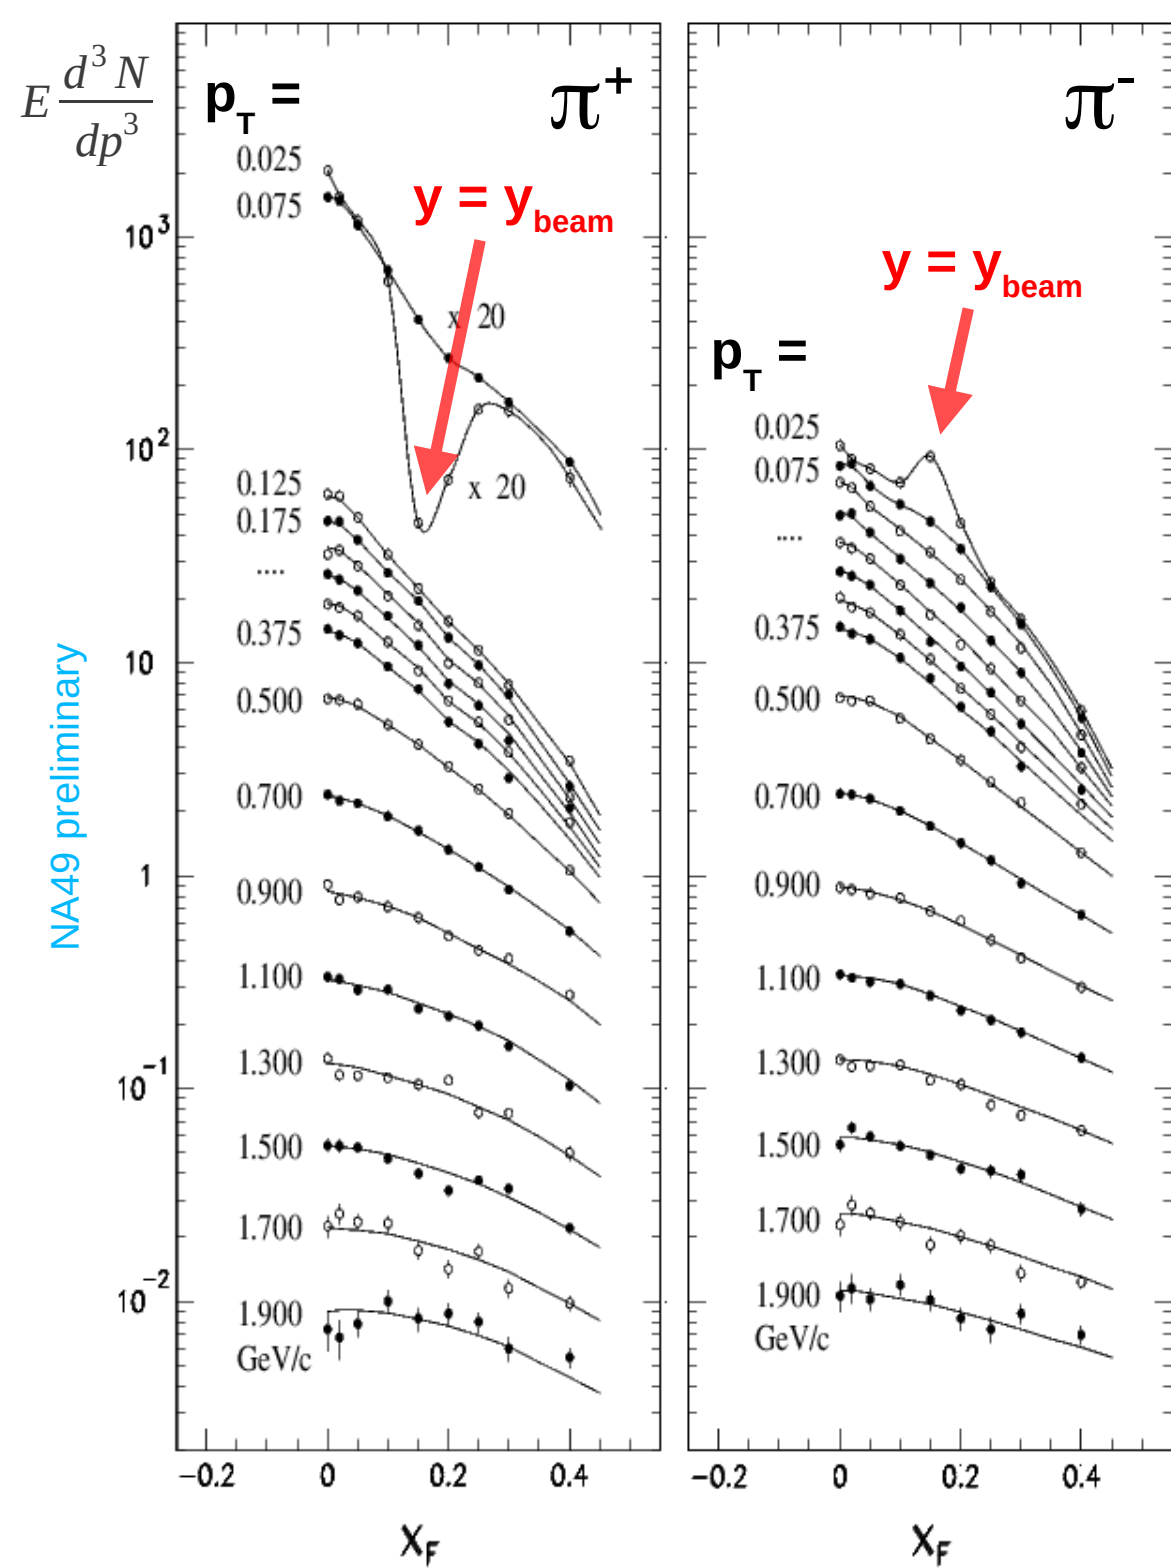 E d³N
dp³
p_T =
π⁺
0.025
0.075
y = y_beam
10³
x 20
10²
x 20
0.125
0.175
....
0.375
10
0.500
0.700
1
0.900
1.100
10⁻¹
1.300
1.500
1.700
10⁻²
1.900
GeV/c
−0.2 0 0.2 0.4
X_F
NA49 preliminary
π⁻
y = y_beam
p_T =
0.025
0.075
....
0.375
0.500
0.700
0.900
1.100
1.300
1.500
1.700
1.900
GeV/c
−0.2 0 0.2 0.4
X_F